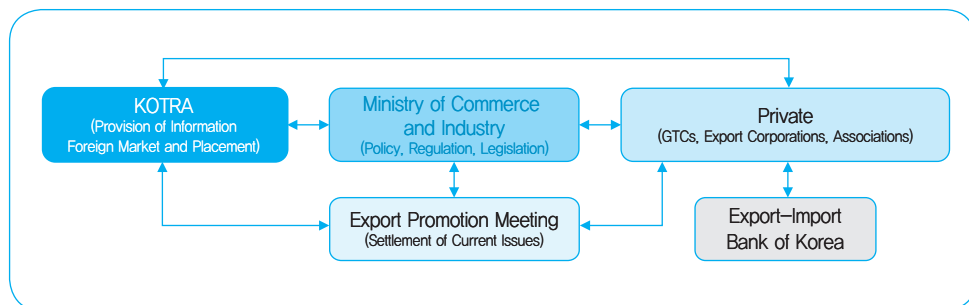 KOTRA
(Provision of Information
Foreign Market and Placement)
Ministry of Commerce
and Industry
(Policy, Regulation, Legislation)
Private
(GTCs, Export Corporations, Associations)
Export Promotion Meeting
(Settlement of Current Issues)
Export-Import
Bank of Korea